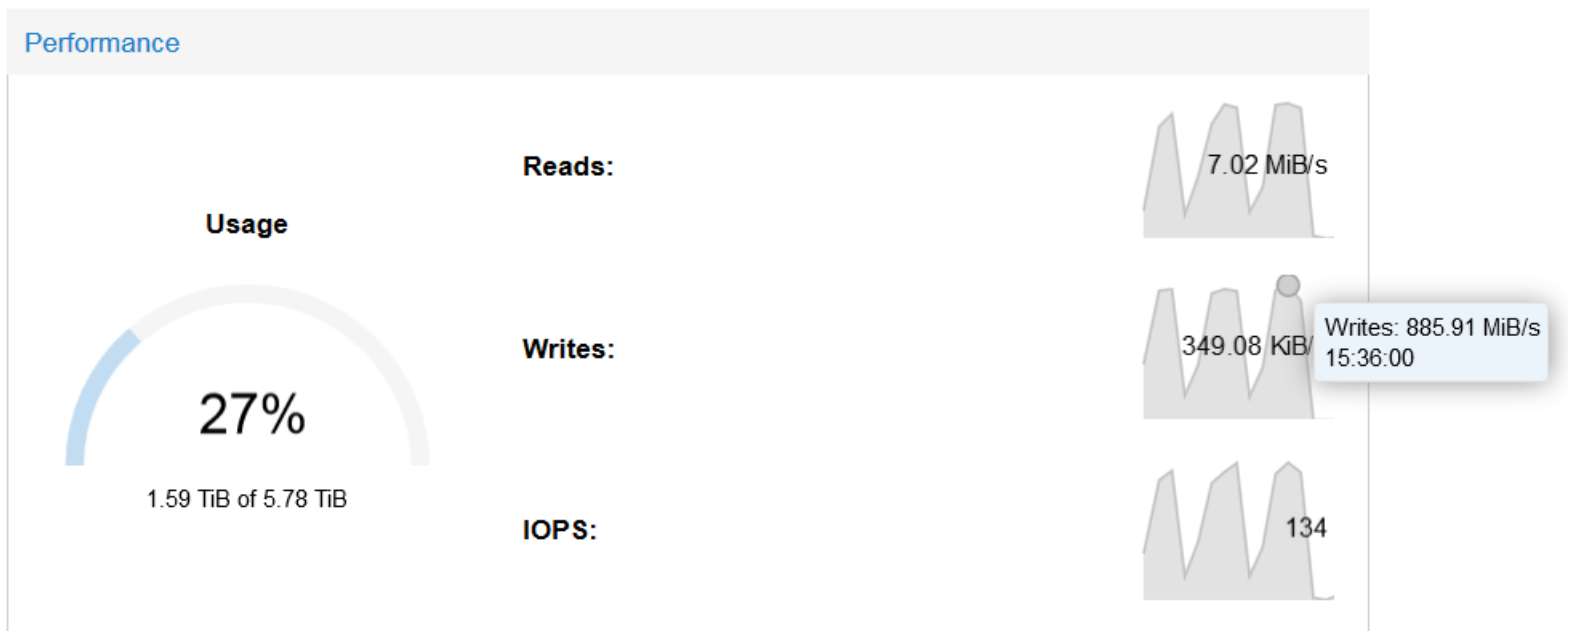 Performance
Usage
27%
1.59 TiB of 5.78 TiB
Reads:
7.02 MiB/s
Writes:
349.08 KiB/
Writes: 885.91 MiB/s
15:36:00
IOPS:
134